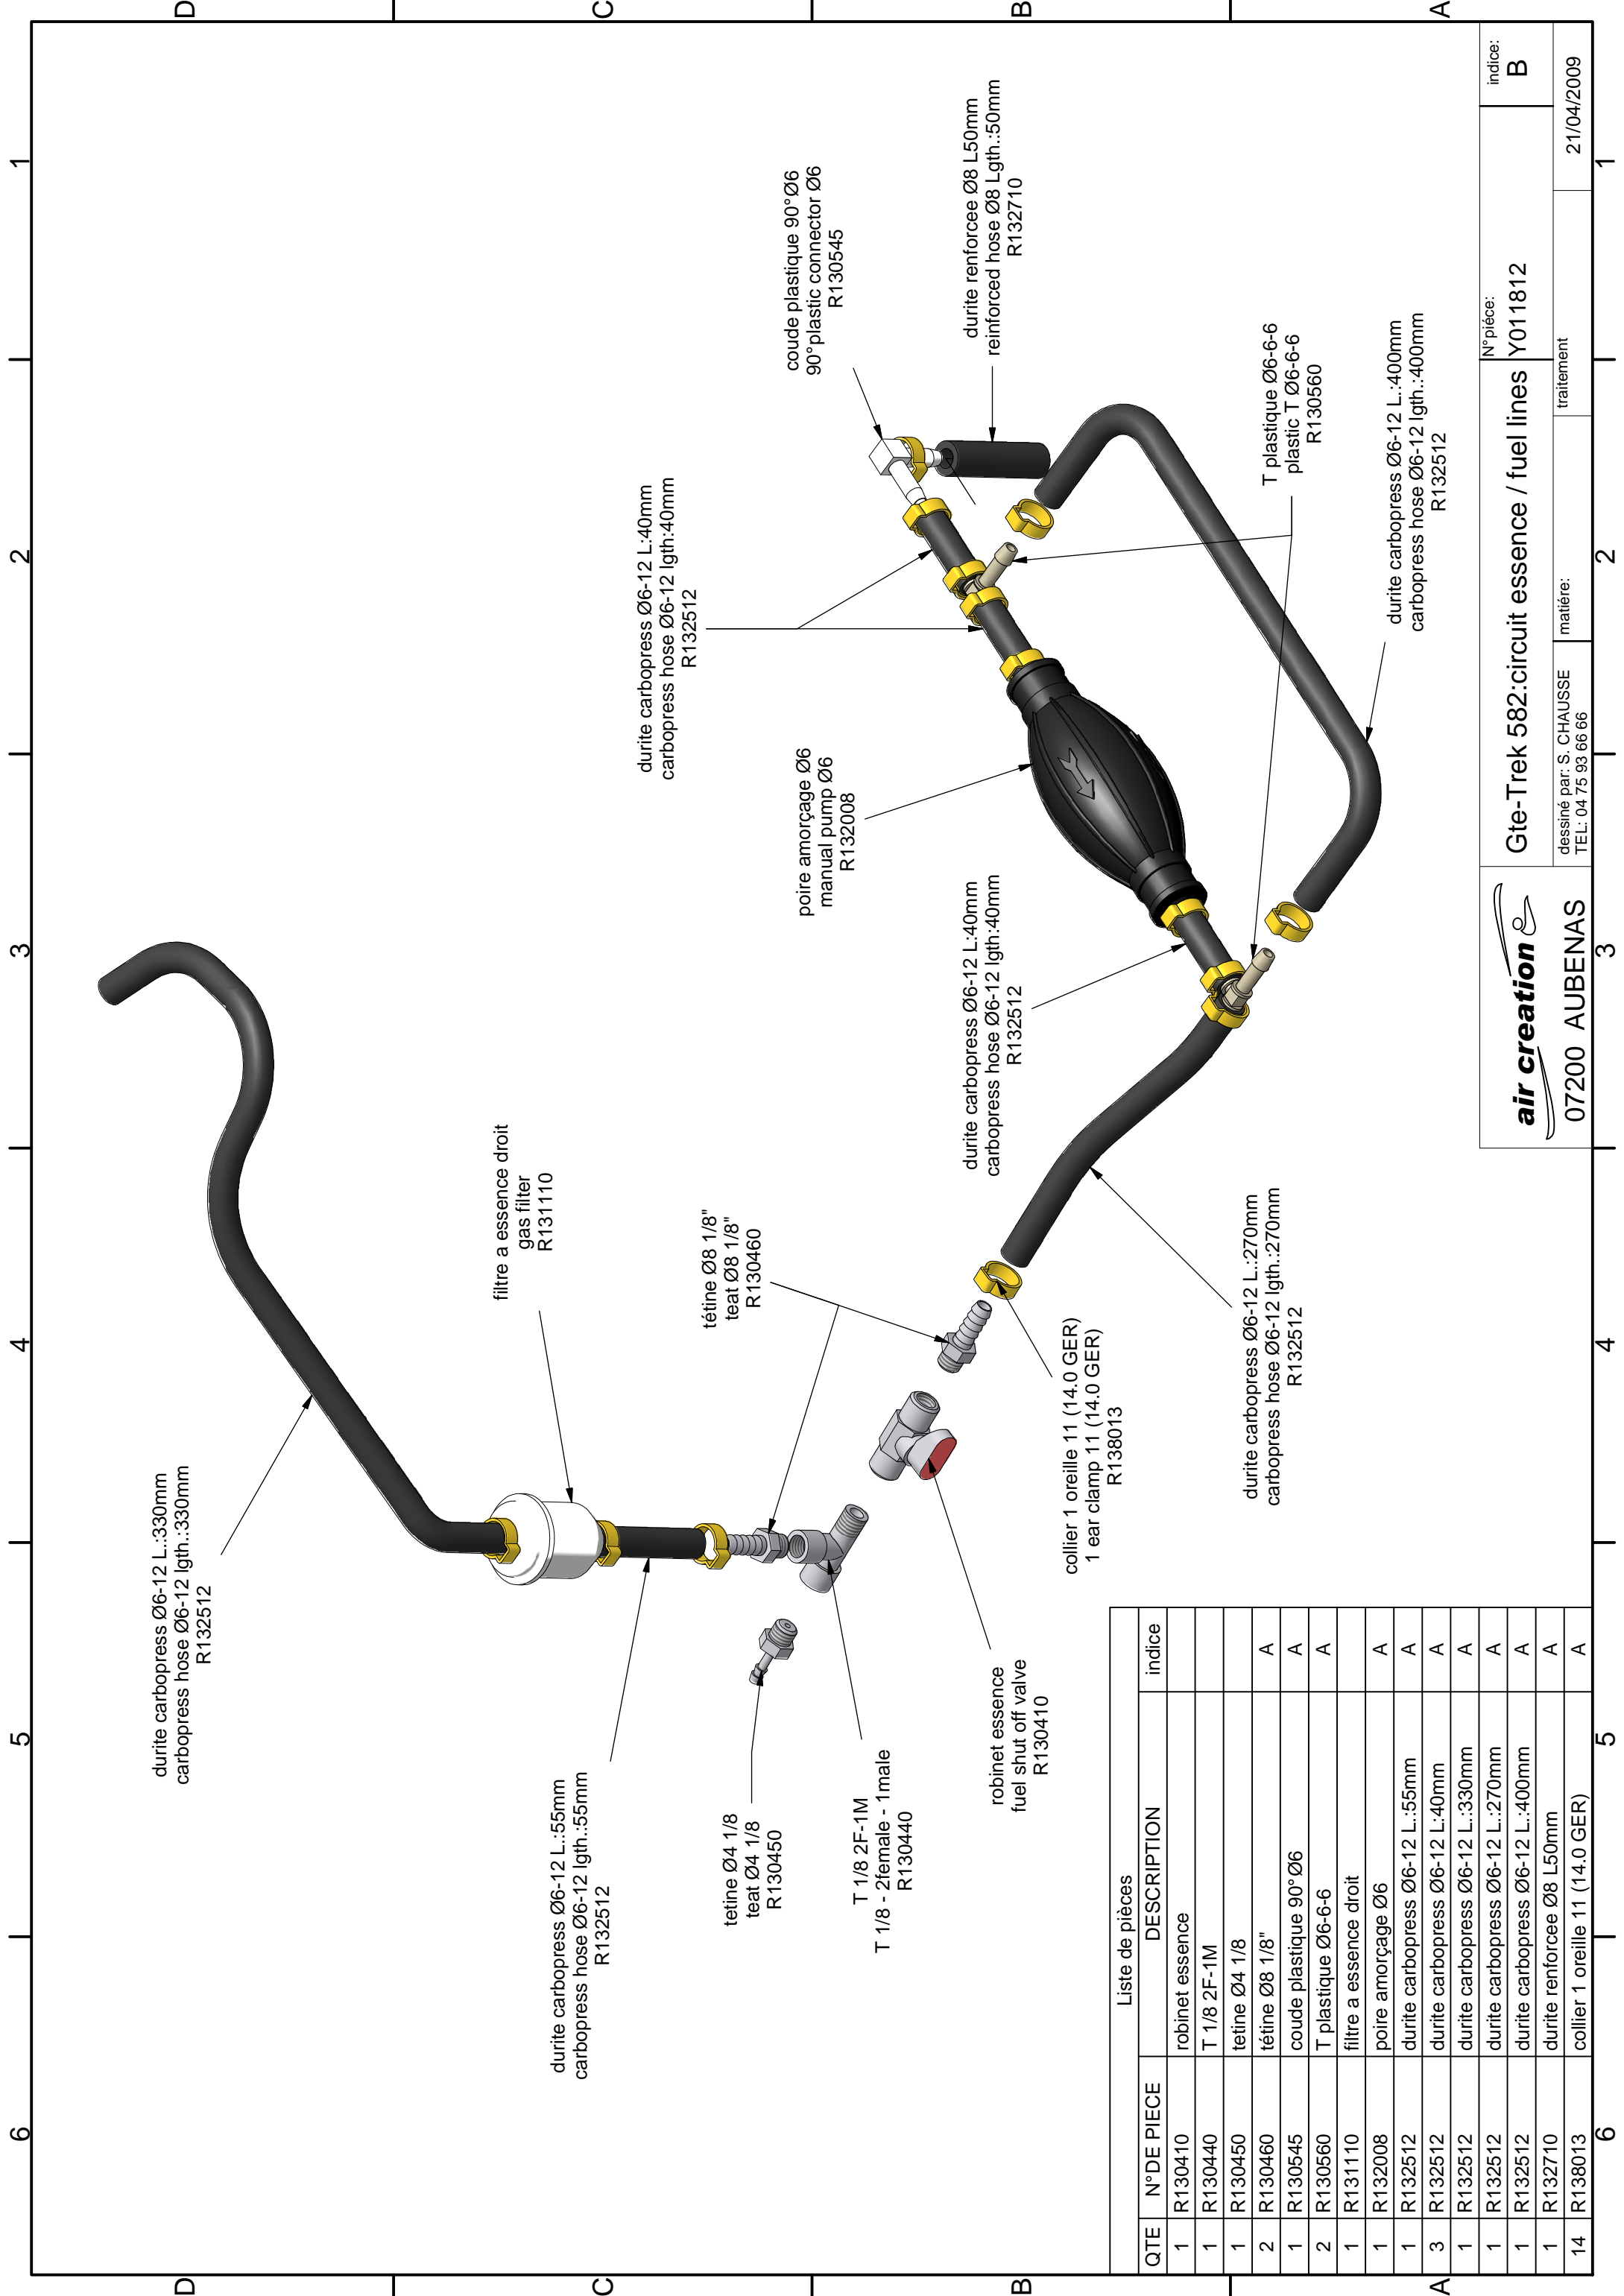 6
5
4
3
2
1
D
C
B
A
durite carbopress Ø6-12 L.:330mm
carbopress hose Ø6-12 lgth.:330mm
R132512
filtre a essence droit
gas filter
R131110
durite carbopress Ø6-12 L.:55mm
carbopress hose Ø6-12 lgth.:55mm
R132512
tétine Ø8 1/8"
teat Ø8 1/8"
R130460
tetine Ø4 1/8
teat Ø4 1/8
R130450
T 1/8 2F-1M
T 1/8 - 2female - 1male
R130440
robinet essence
fuel shut off valve
R130410
collier 1 oreille 11 (14.0 GER)
1 ear clamp 11 (14.0 GER)
R138013
durite carbopress Ø6-12 L.:270mm
carbopress hose Ø6-12 lgth.:270mm
R132512
durite carbopress Ø6-12 L:40mm
carbopress hose Ø6-12 lgth:40mm
R132512
poire amorçage Ø6
manual pump Ø6
R132008
durite carbopress Ø6-12 L:40mm
carbopress hose Ø6-12 lgth:40mm
R132512
coude plastique 90°Ø6
90°plastic connector Ø6
R130545
durite renforcee Ø8 L50mm
reinforced hose Ø8 Lgth.:50mm
R132710
T plastique Ø6-6-6
plastic T Ø6-6-6
R130560
durite carbopress Ø6-12 L.:400mm
carbopress hose Ø6-12 lgth.:400mm
R132512
Liste de pièces
QTE N°DE PIECE DESCRIPTION indice
1 R130410 robinet essence
1 R130440 T 1/8 2F-1M
1 R130450 tetine Ø4 1/8
2 R130460 tétine Ø8 1/8" A
1 R130545 coude plastique 90°Ø6 A
2 R130560 T plastique Ø6-6-6 A
1 R131110 filtre a essence droit
1 R132008 poire amorçage Ø6 A
1 R132512 durite carbopress Ø6-12 L.:55mm A
3 R132512 durite carbopress Ø6-12 L:40mm A
1 R132512 durite carbopress Ø6-12 L.:330mm A
1 R132512 durite carbopress Ø6-12 L.:270mm A
1 R132512 durite carbopress Ø6-12 L.:400mm A
1 R132710 durite renforcee Ø8 L50mm A
14 R138013 collier 1 oreille 11 (14.0 GER) A
air creation
07200 AUBENAS
Gte-Trek 582:circuit essence / fuel lines
N°piéce:
Y011812
indice:
B
dessiné par: S. CHAUSSE
TEL: 04 75 93 66 66
matiére:
traitement
21/04/2009
D
C
B
A
6
5
4
3
2
1